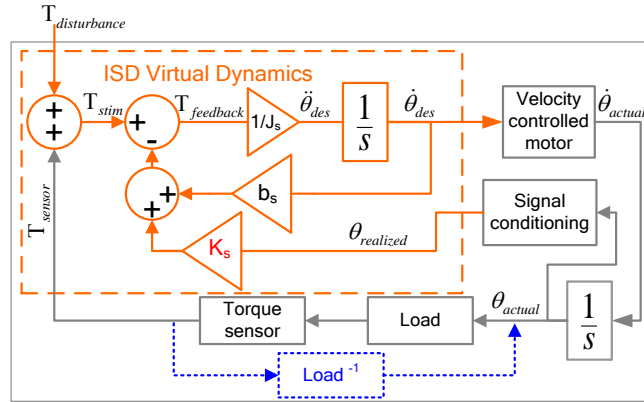 T_disturbance
ISD Virtual Dynamics
T_stim
T_feedback
1/J_s
θ̈_des
1/s
θ̇_des
Velocity controlled motor
θ̇_actual
+
+
+
-
T_sensor
+
+
b_s
K_s
θ_realized
Signal conditioning
Torque sensor
Load
θ_actual
1/s
Load ⁻¹